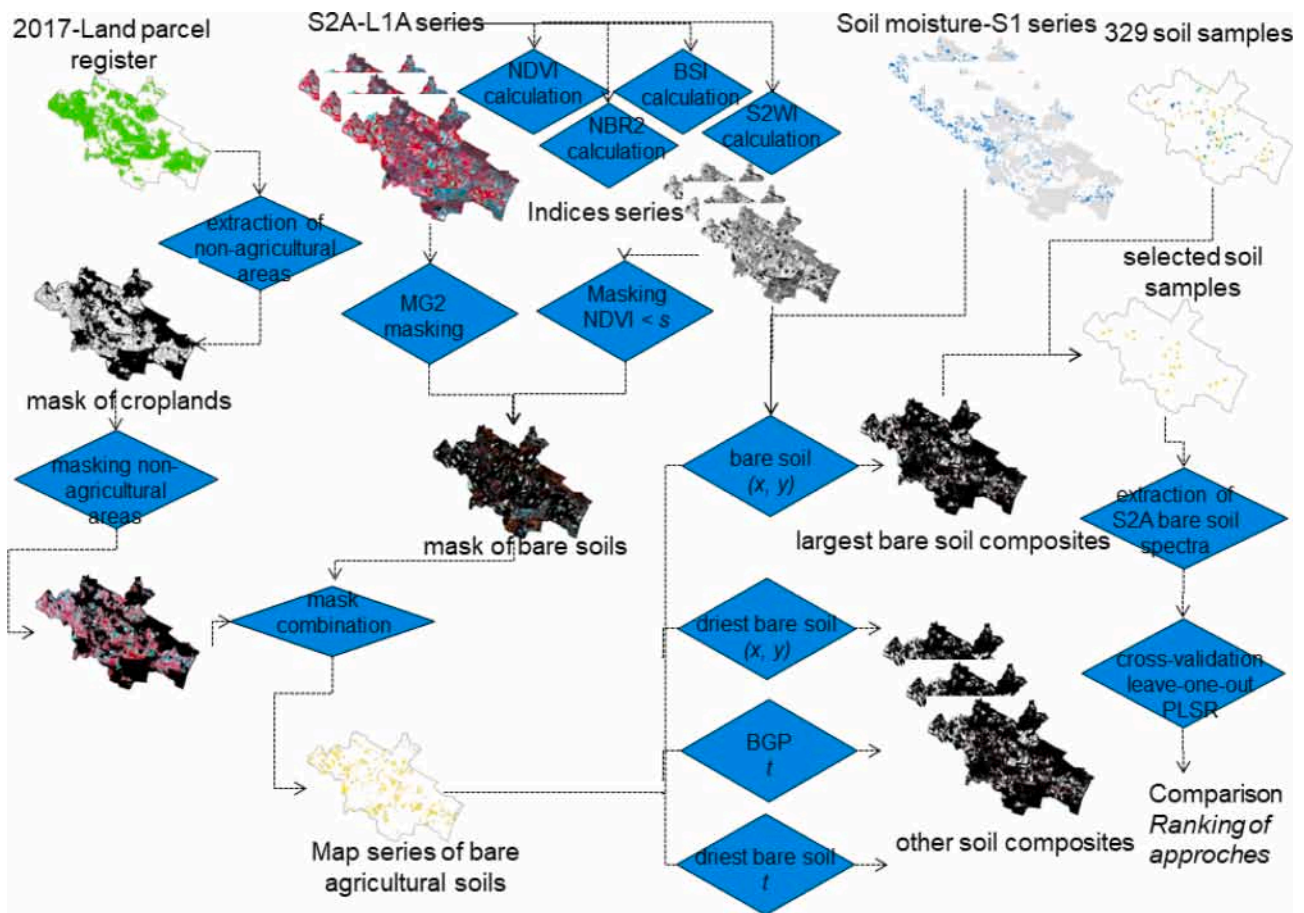 2017-Land parcel
register
S2A-L1A series
Soil moisture-S1 series
329 soil samples
NDVI
calculation
BSI
calculation
NBR2
calculation
S2WI
calculation
Indices series
extraction of
non-agricultural
areas
MG2
masking
Masking
NDVI < s
selected soil
samples
mask of croplands
masking non-
agricultural
areas
mask of bare soils
bare soil
(x, y)
largest bare soil composites
extraction of
S2A bare soil
spectra
mask
combination
driest bare soil
(x, y)
cross-validation
leave-one-out
PLSR
BGP
t
Map series of bare
agricultural soils
driest bare soil
t
other soil composites
Comparison
Ranking of
approches